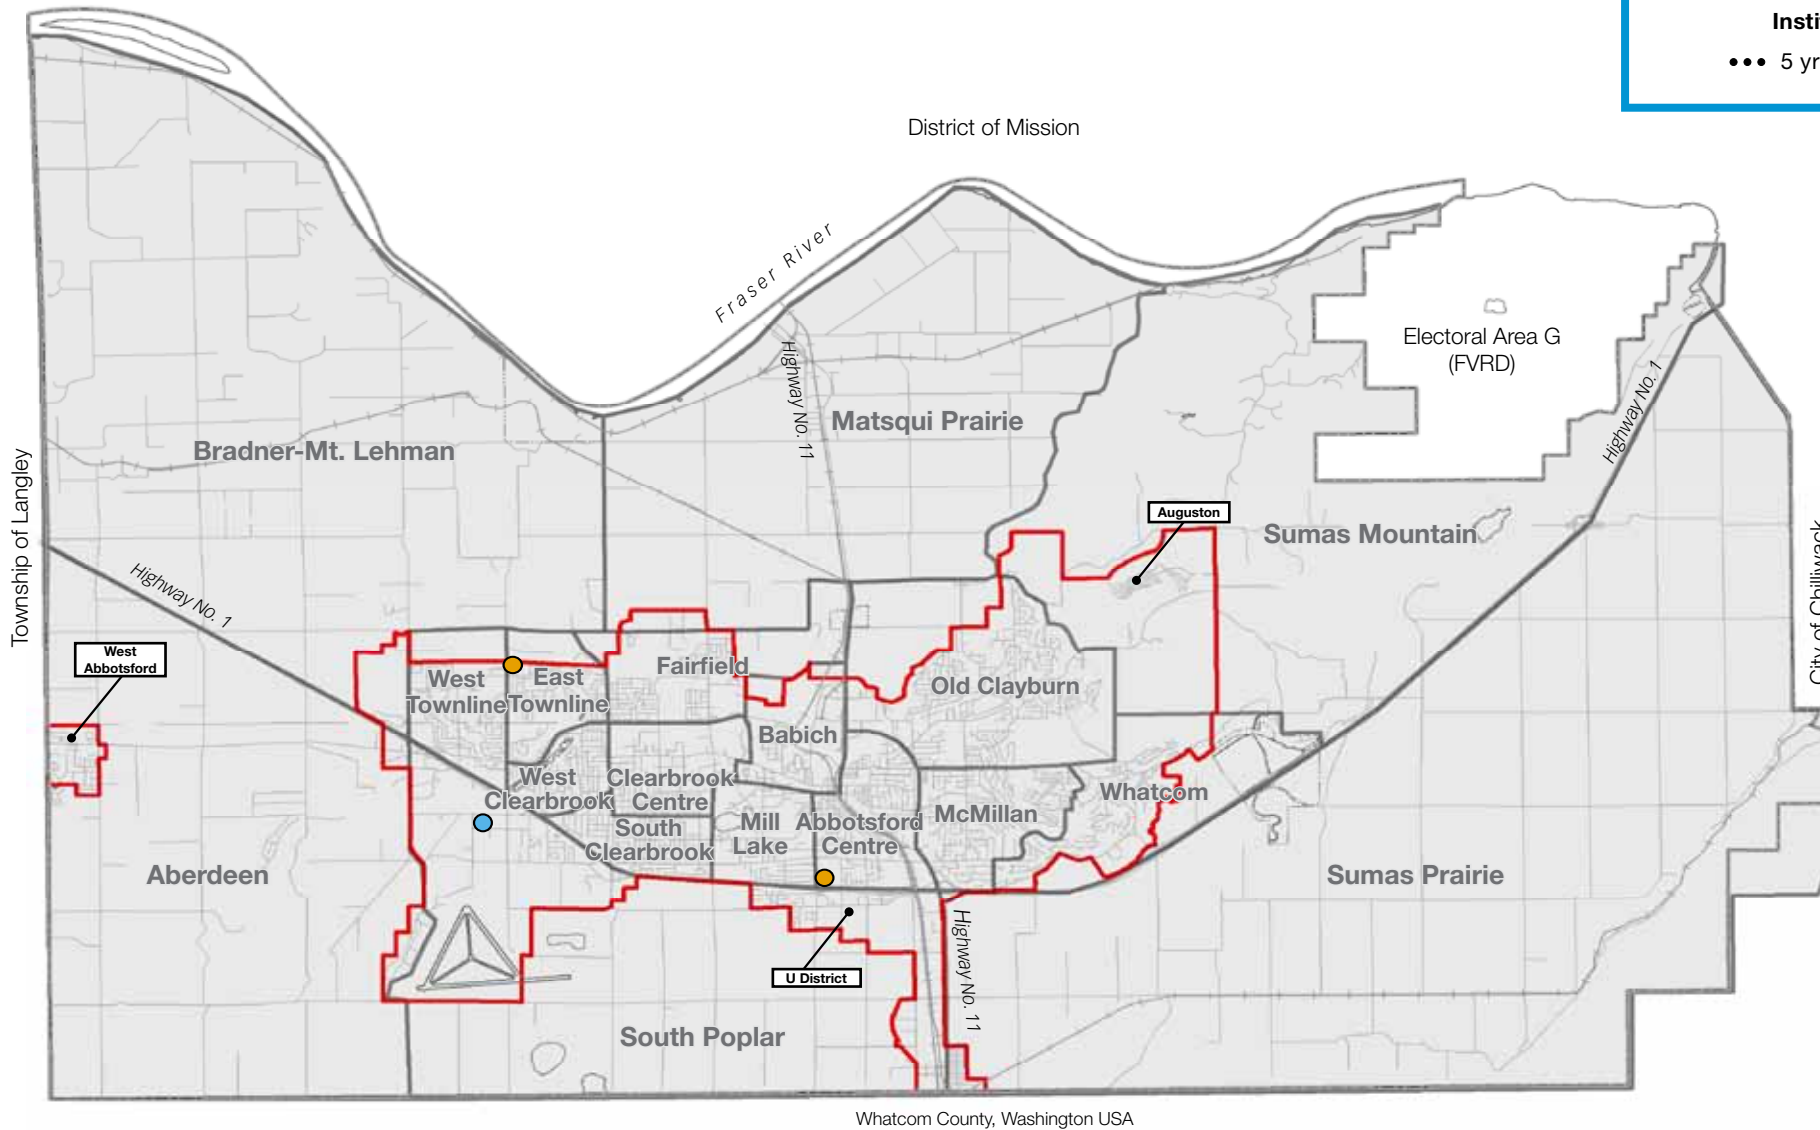 Insti
••• 5 yr
District of Mission
Fraser River
Electoral Area G
(FVRD)
Highway No. 1
Highway No. 11
Matsqui Prairie
Bradner-Mt. Lehman
Township of Langley
Auguston
Sumas Mountain
City of Chilliwack
Highway No. 1
West
Abbotsford
Fairfield
West
Townline
East
Townline
Old Clayburn
Babich
West
Clearbrook
Clearbrook
Centre
Whatcom
South
Clearbrook
Mill
Lake
Abbotsford
Centre
McMillan
Aberdeen
Sumas Prairie
Highway No. 11
U District
South Poplar
Whatcom County, Washington USA